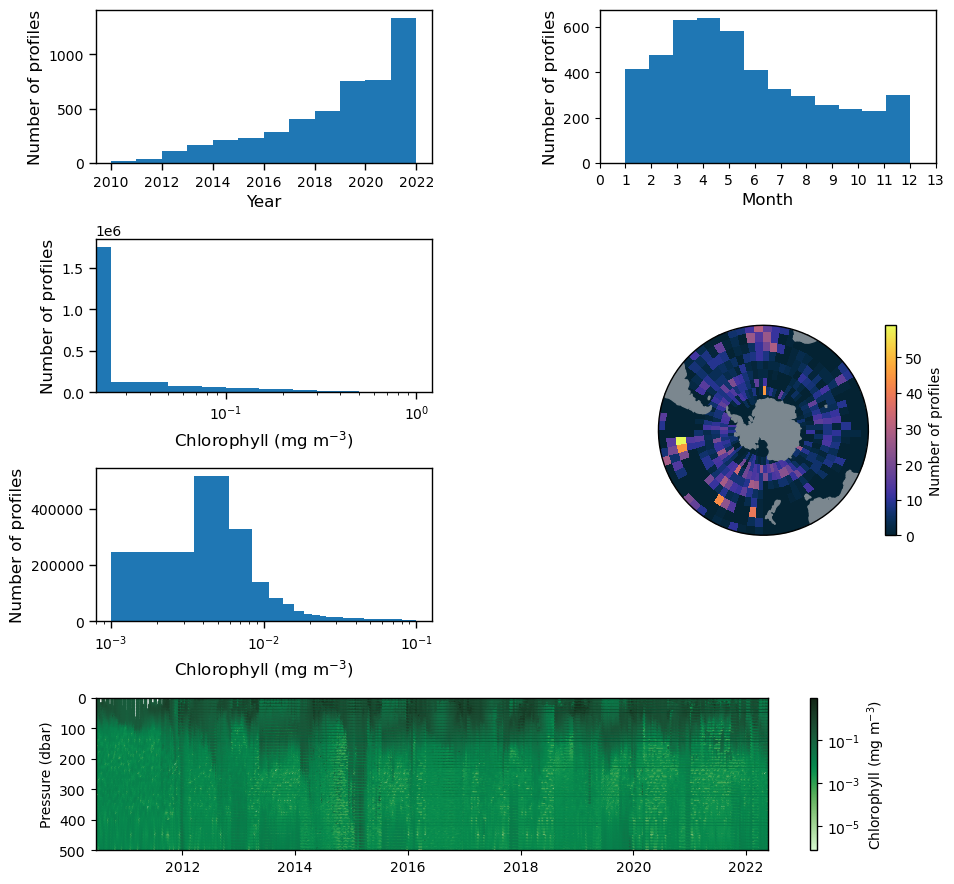 Number of profiles
1000
500
0
2010 2012 2014 2016 2018 2020 2022
Year
Number of profiles
600
400
200
0
0 1 2 3 4 5 6 7 8 9 10 11 12 13
Month
1e6
Number of profiles
1.5
1.0
0.5
0.0
10⁻¹ 10⁰
Chlorophyll (mg m⁻³)
50
40
30
20
10
0
Number of profiles
Number of profiles
400000
200000
0
10⁻³ 10⁻² 10⁻¹
Chlorophyll (mg m⁻³)
Pressure (dbar)
0
100
200
300
400
500
2012 2014 2016 2018 2020 2022
10⁻¹
10⁻³
10⁻⁵
Chlorophyll (mg m⁻³)